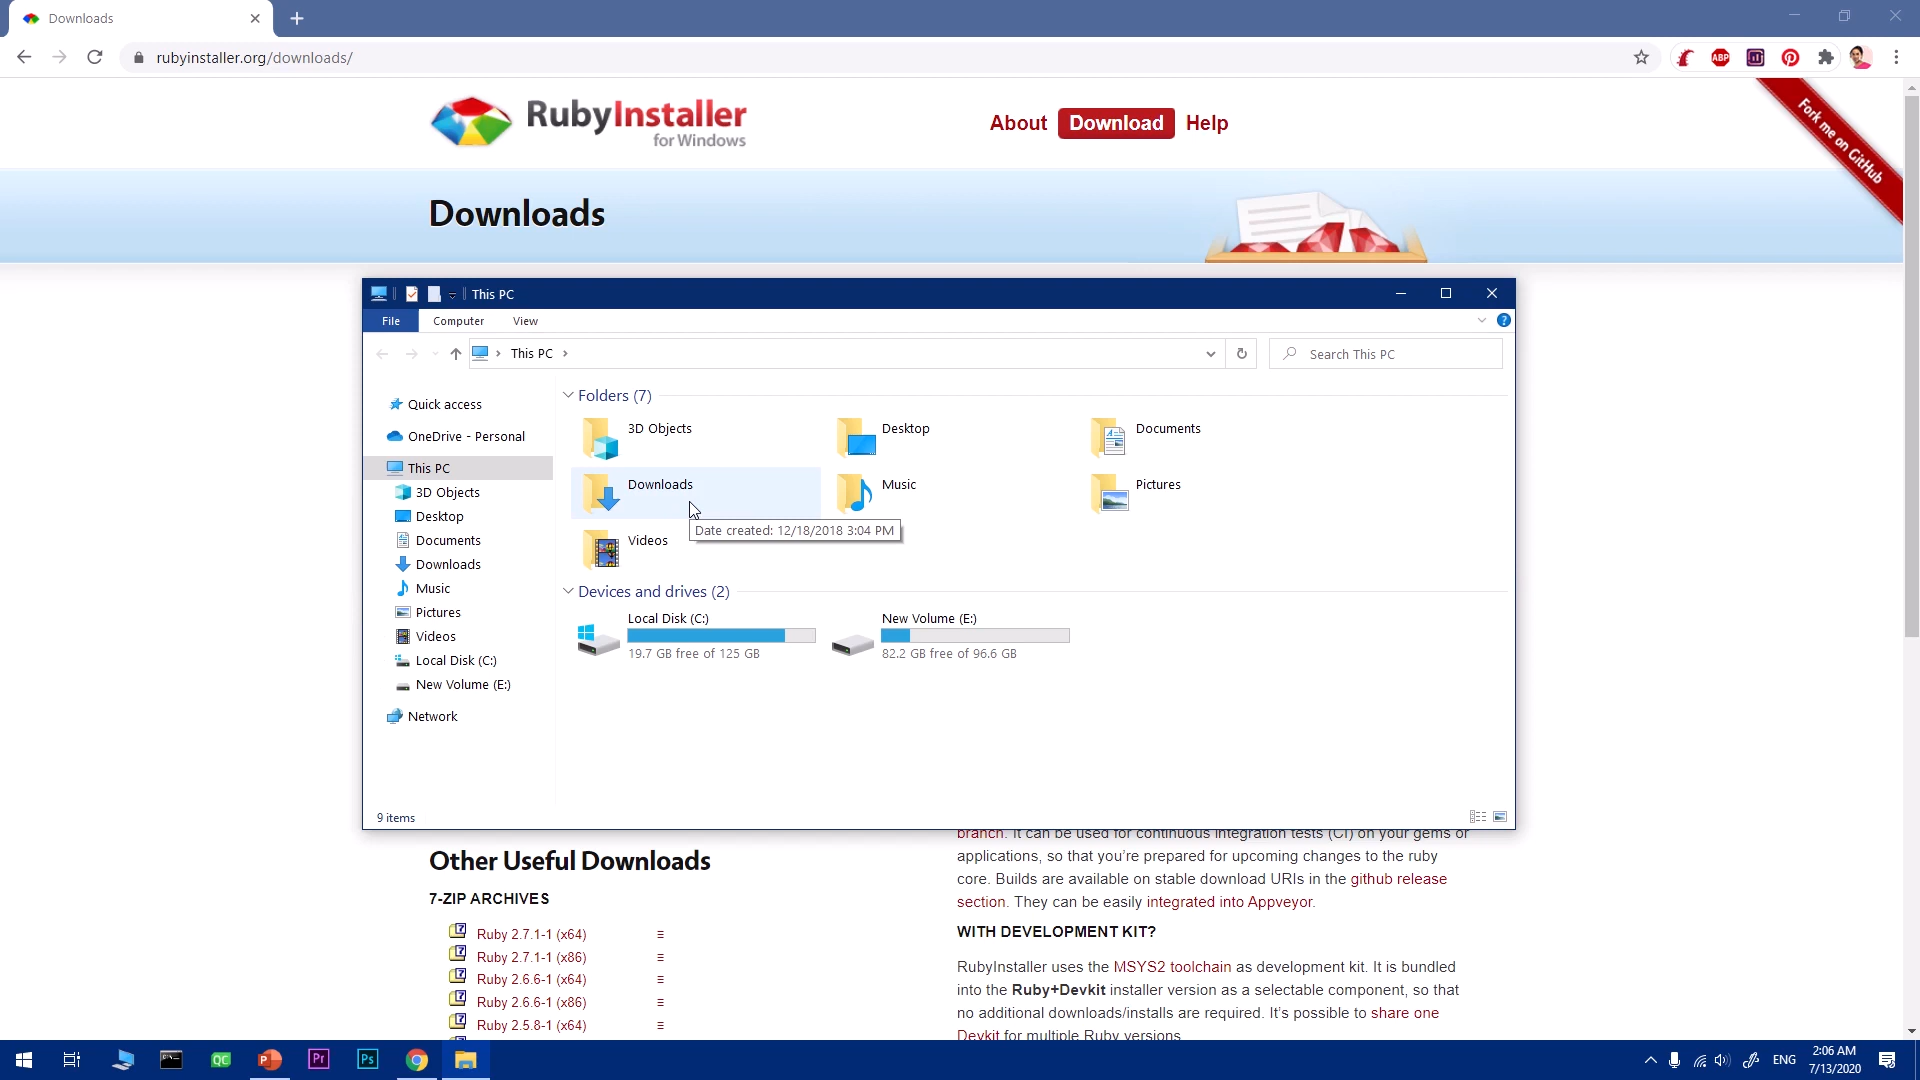 Downloads
rubyinstaller.org/downloads/
ABP
RubyInstaller
for Windows
About Download Help
Fork me on GitHub
Downloads
This PC
File Computer View
This PC
Search This PC
Quick access
OneDrive - Personal
This PC
3D Objects
Desktop
Documents
Downloads
Music
Pictures
Videos
Local Disk (C:)
New Volume (E:)
Network
Folders (7)
3D Objects
Desktop
Documents
Downloads
Music
Pictures
Date created: 12/18/2018 3:04 PM
Videos
Devices and drives (2)
Local Disk (C:)
19.7 GB free of 125 GB
New Volume (E:)
82.2 GB free of 96.6 GB
9 items
Other Useful Downloads
7-ZIP ARCHIVES
Ruby 2.7.1-1 (x64)
Ruby 2.7.1-1 (x86)
Ruby 2.6.6-1 (x64)
Ruby 2.6.6-1 (x86)
Ruby 2.5.8-1 (x64)
branch. It can be used for continuous integration tests (CI) on your gems or
applications, so that you're prepared for upcoming changes to the ruby
core. Builds are available on stable download URIs in the github release
section. They can be easily integrated into Appveyor.
WITH DEVELOPMENT KIT?
RubyInstaller uses the MSYS2 toolchain as development kit. It is bundled
into the Ruby+Devkit installer version as a selectable component, so that
no additional downloads/installs are required. It's possible to share one
Devkit for multiple Ruby versions
QC
P
Pr
Ps
ENG
2:06 AM
7/13/2020